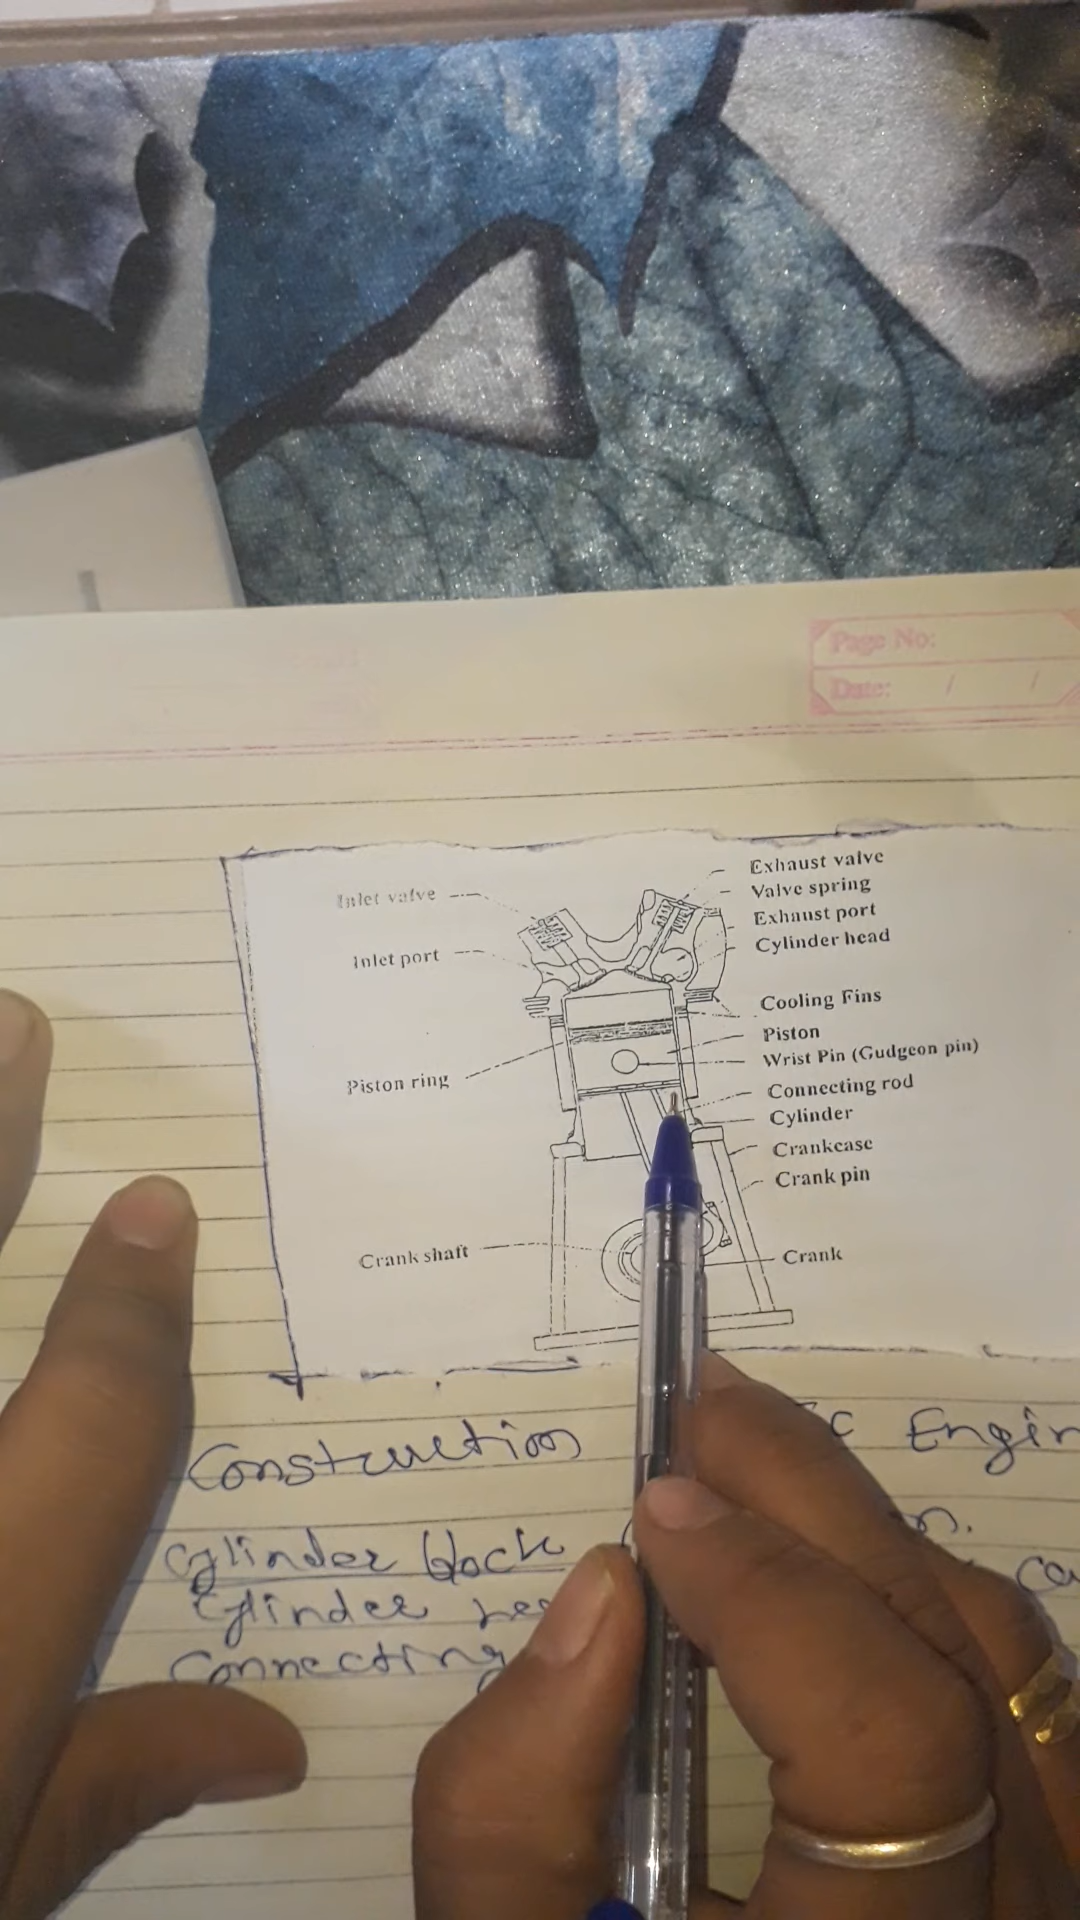 Page No:
Date: / /
Exhaust valve
Inlet valve
Valve spring
Exhaust port
Cylinder head
Inlet port
Cooling Fins
Piston
Wrist Pin (Gudgeon pin)
Piston ring
Connecting rod
Cylinder
Crankcase
Crank pin
Crank shaft
Crank
Construction Engin
Cylinder block
Cylinder
Connecting